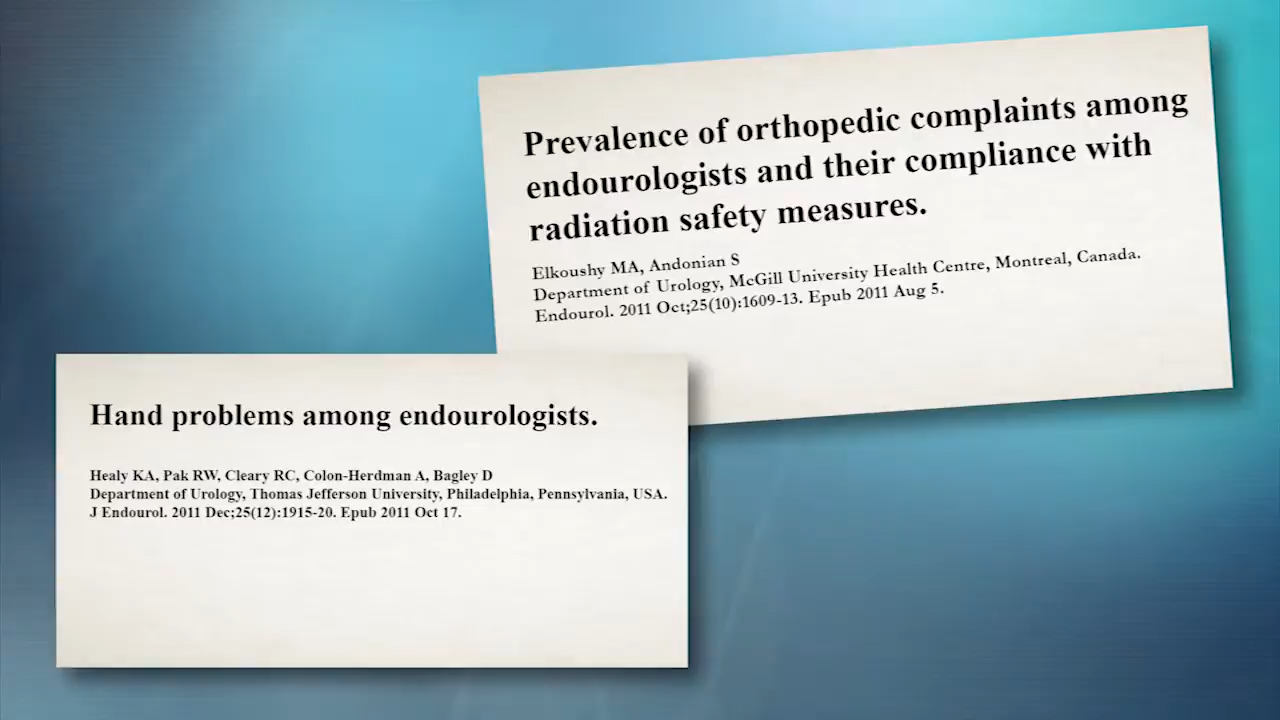 Prevalence of orthopedic complaints among
endourologists and their compliance with
radiation safety measures.
Elkoushy MA, Andonian S
Department of Urology, McGill University Health Centre, Montreal, Canada.
Endourol. 2011 Oct;25(10):1609-13. Epub 2011 Aug 5.
Hand problems among endourologists.
Healy KA, Pak RW, Cleary RC, Colon-Herdman A, Bagley D
Department of Urology, Thomas Jefferson University, Philadelphia, Pennsylvania, USA.
J Endourol. 2011 Dec;25(12):1915-20. Epub 2011 Oct 17.